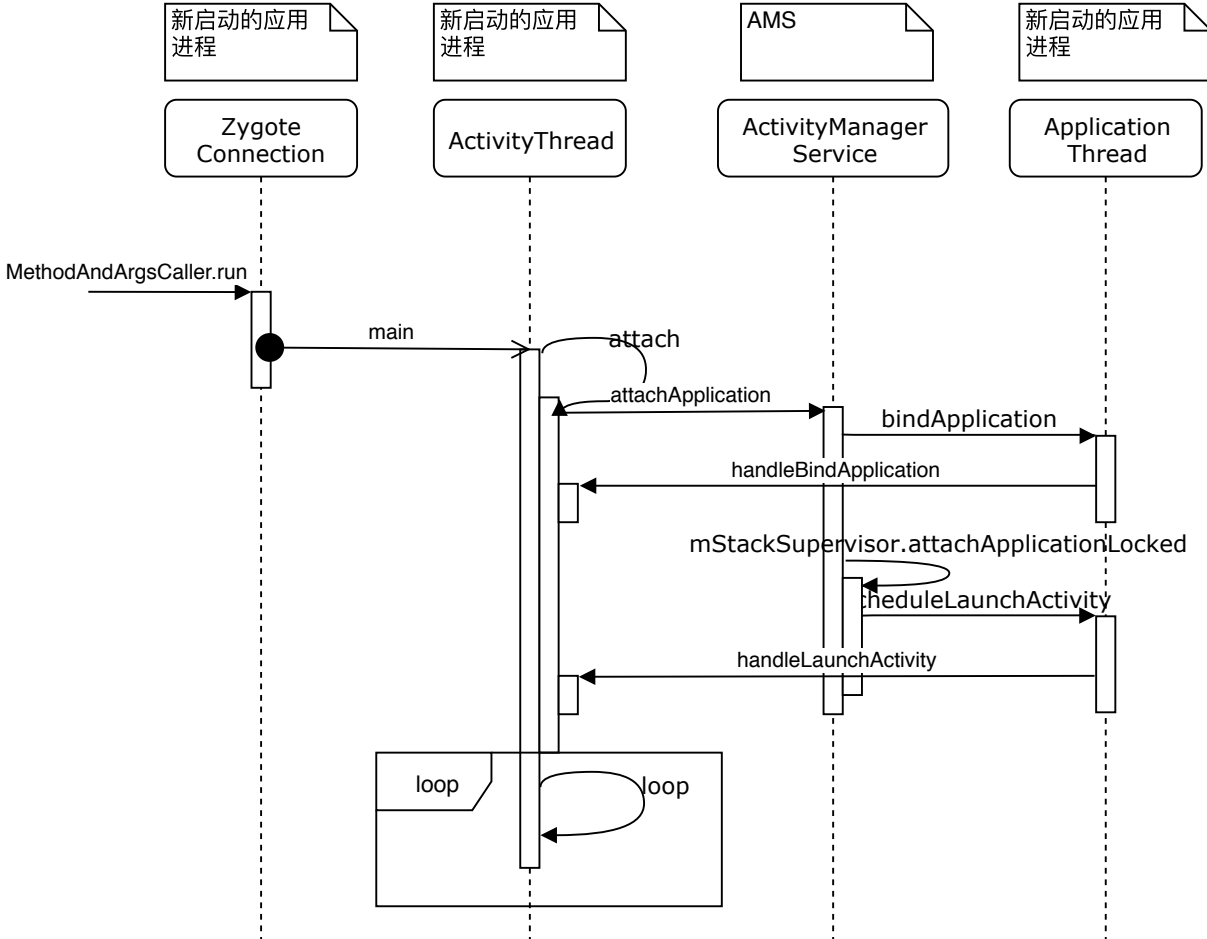 新启动的应用
进程
新启动的应用
进程
AMS
新启动的应用
进程
Zygote
Connection
ActivityThread
ActivityManager
Service
Application
Thread
MethodAndArgsCaller.run
main
attach
attachApplication
bindApplication
handleBindApplication
mStackSupervisor.attachApplicationLocked
cheduleLaunchActivity
handleLaunchActivity
loop
loop